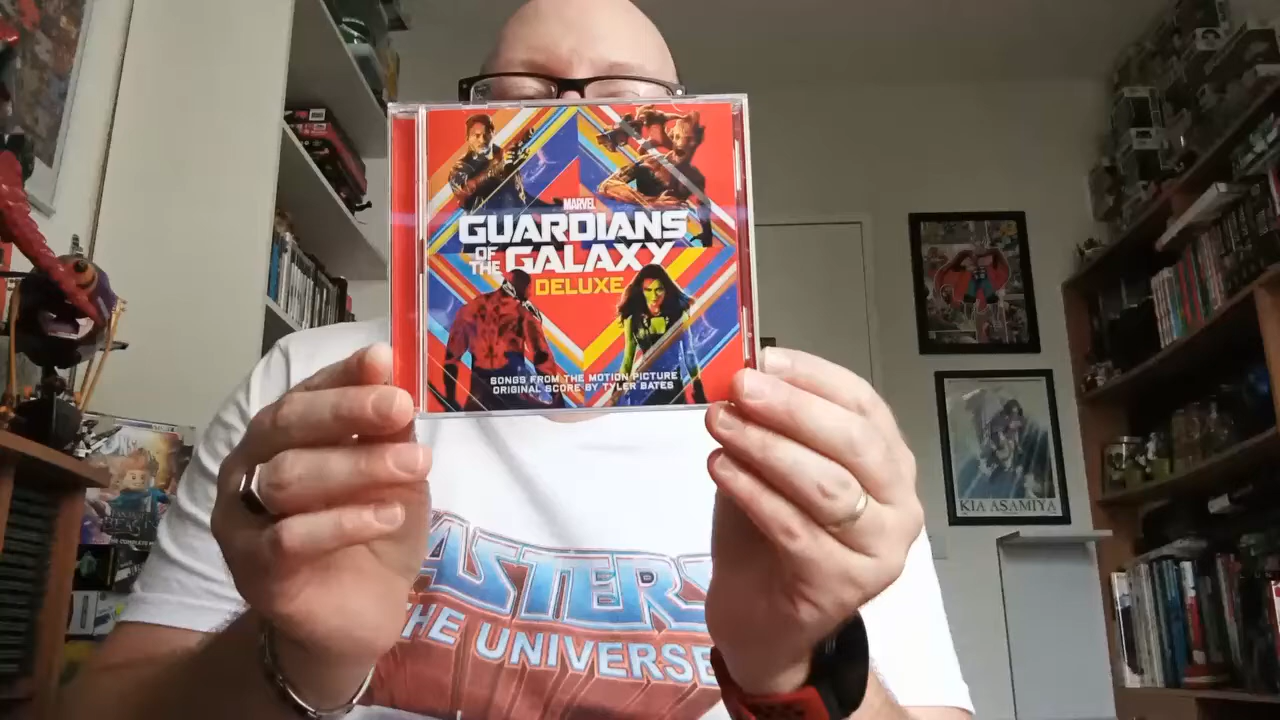 MARVEL
GUARDIANS
OF THE GALAXY
DELUXE
SONGS FROM THE MOTION PICTURE
ORIGINAL SCORE BY TYLER BATES
ASTERS
HE UNIVERSE
KIA ASAMIYA